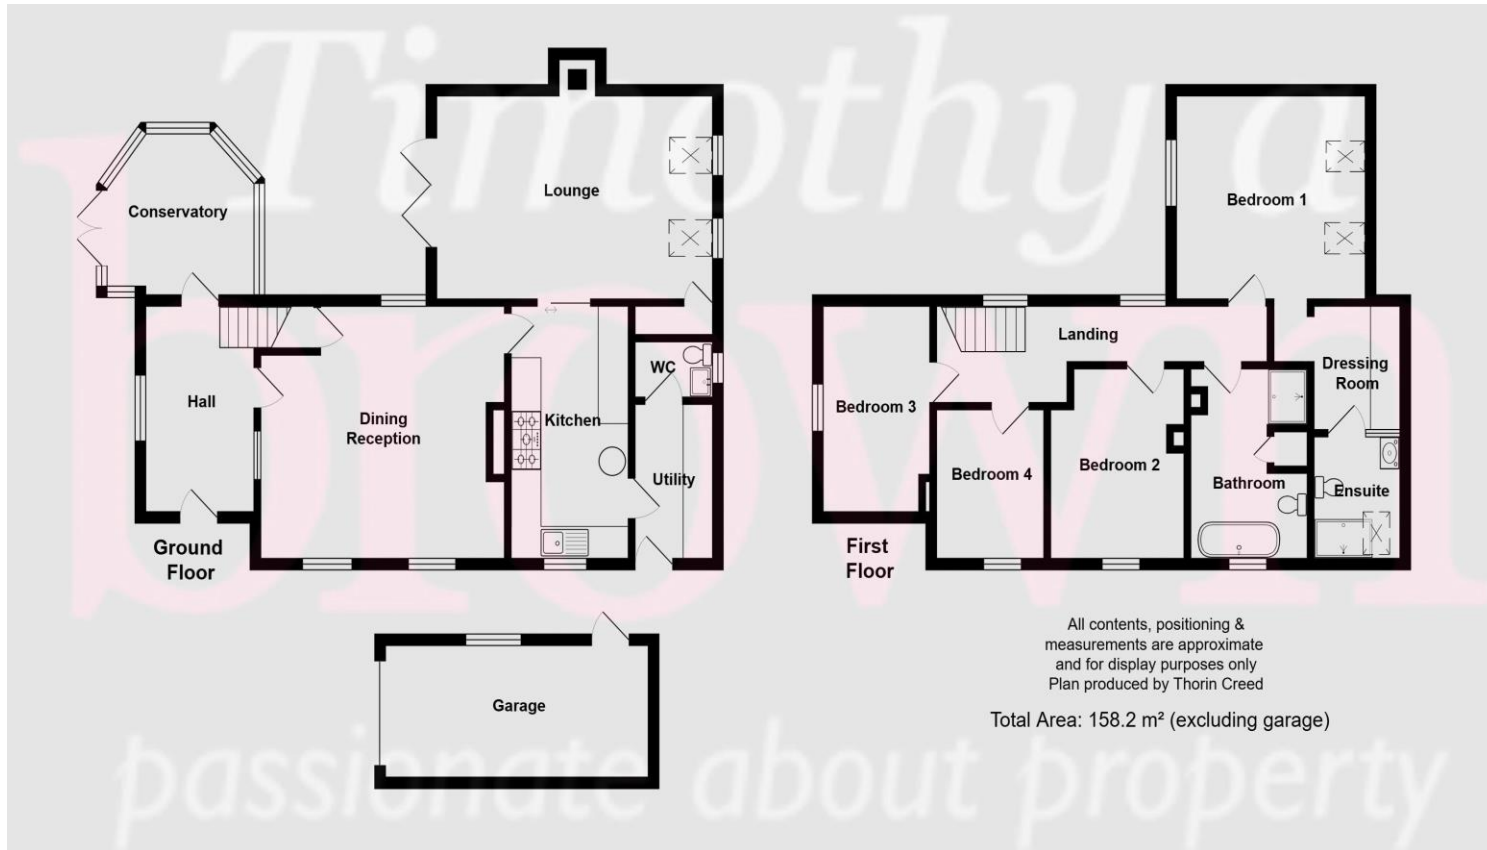 Timothy a
brown
passionate about property
Conservatory
Lounge
Hall
Dining
Reception
Kitchen
WC
Utility
Ground
Floor
Garage
Bedroom 1
Landing
Dressing
Room
Bedroom 3
Bedroom 4
Bedroom 2
Bathroom
Ensuite
First
Floor
All contents, positioning &
measurements are approximate
and for display purposes only
Plan produced by Thorin Creed
Total Area: 158.2 m² (excluding garage)